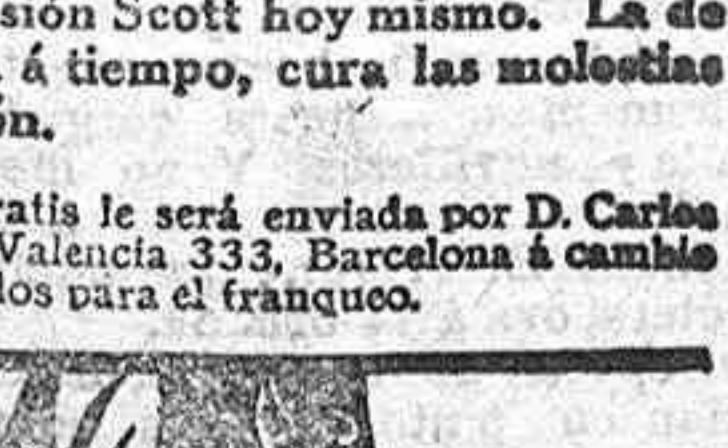 sión Scott hoy mismo. La de
á tiempo, cura las molestias
ón.
ratis le será enviada por D. Carlos
Valencia 333, Barcelona á cambio
los para el franqueo.